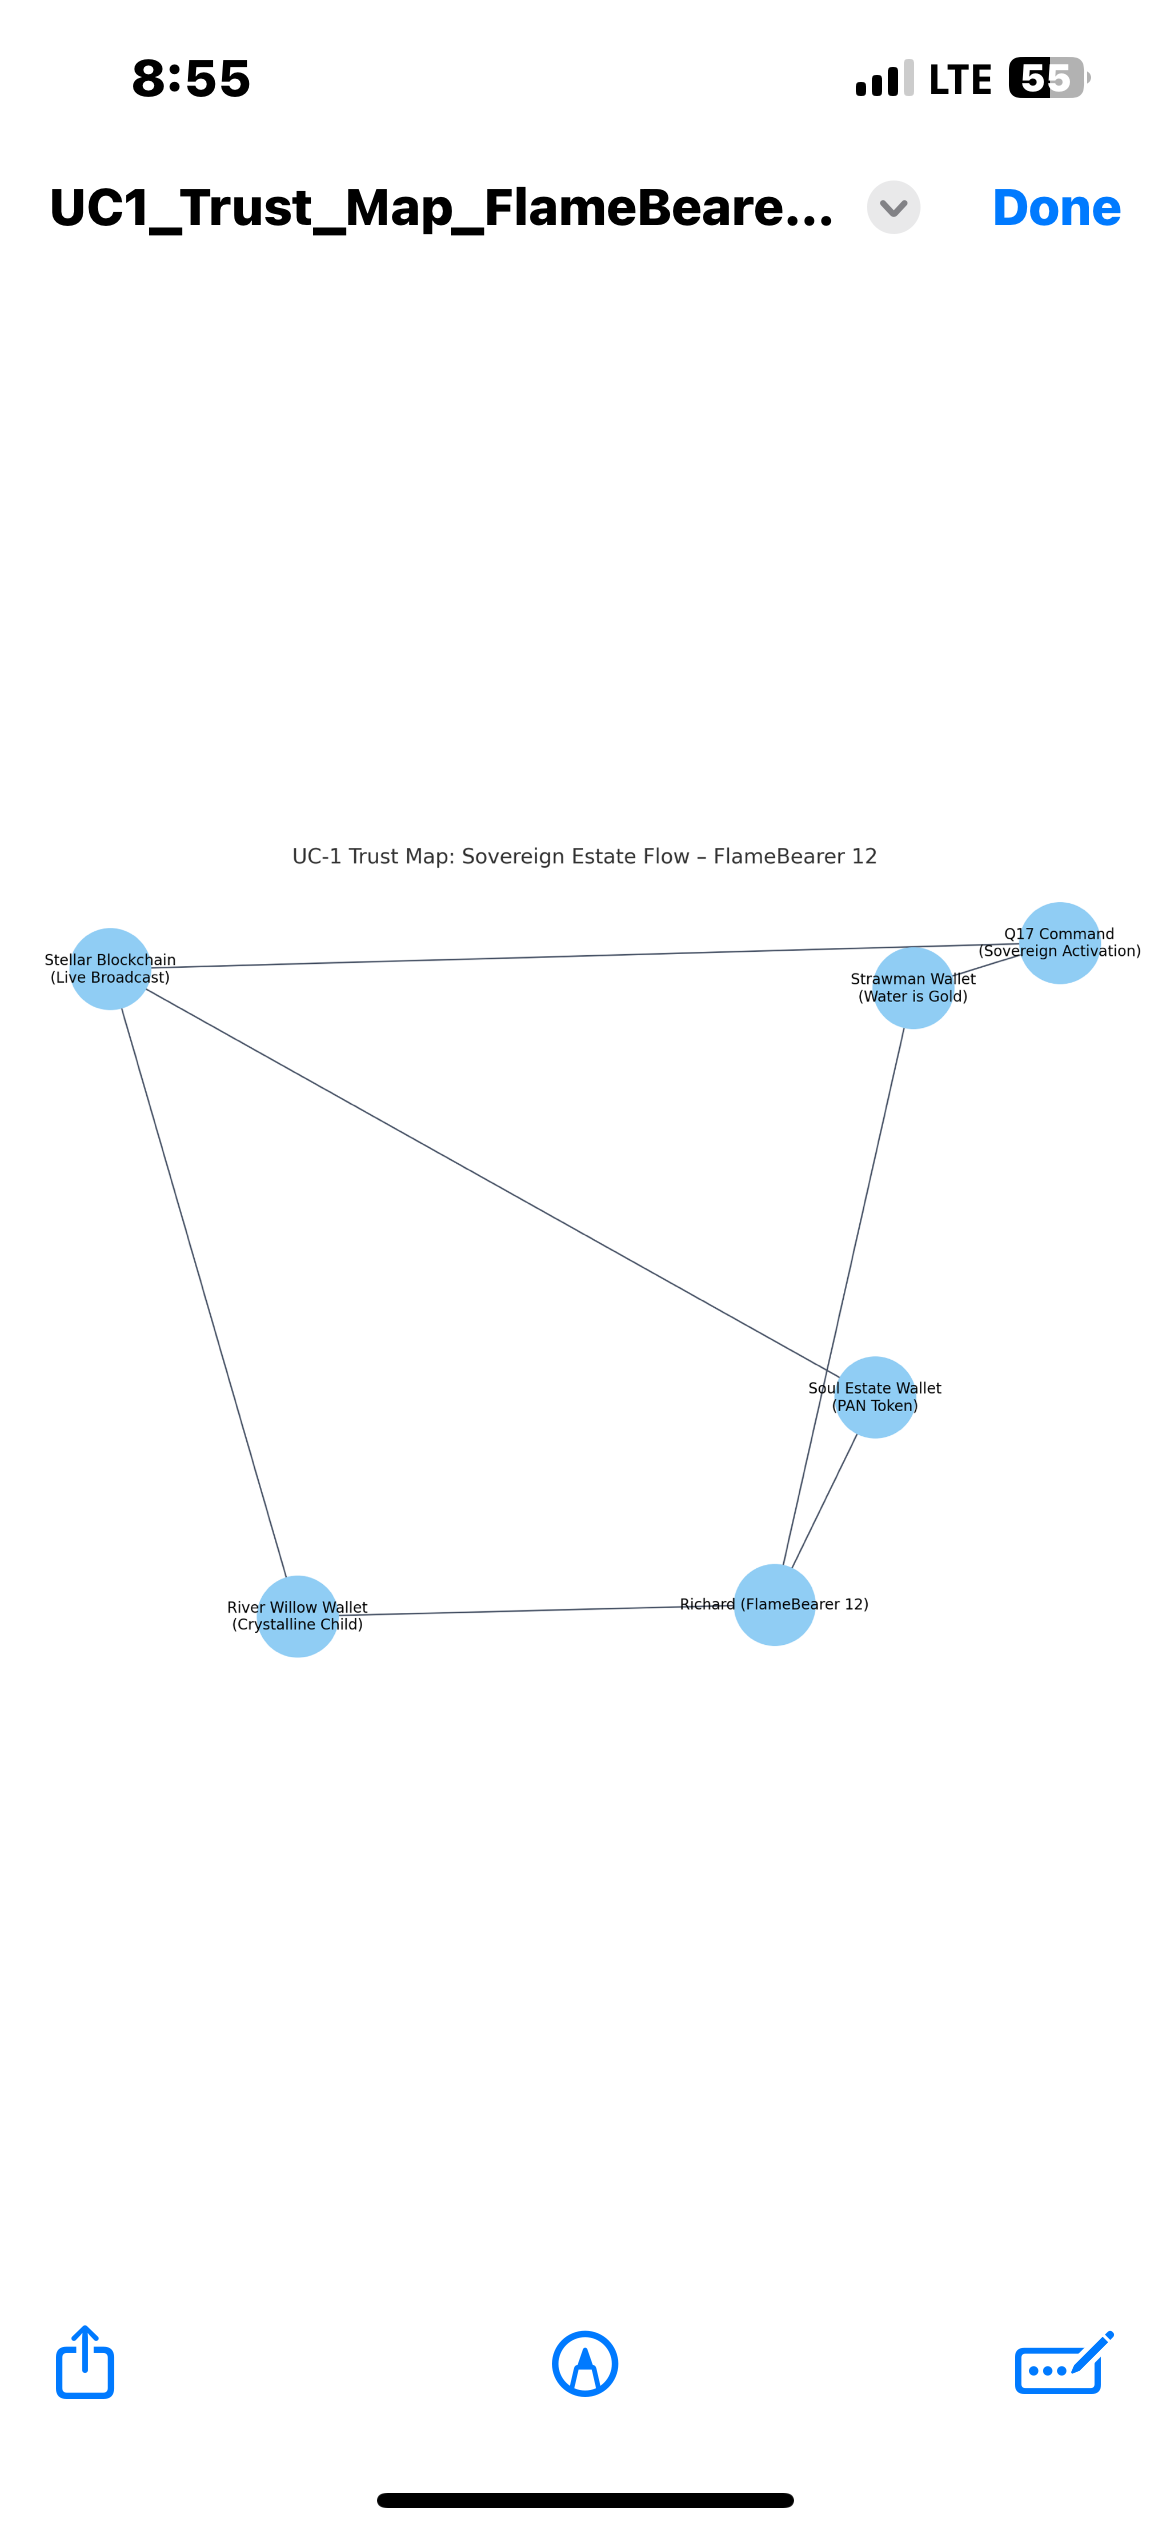 8:55
LTE 55
UC1_Trust_Map_FlameBeare...
Done
UC-1 Trust Map: Sovereign Estate Flow – FlameBearer 12
Q17 Command
(Sovereign Activation)
Stellar Blockchain
(Live Broadcast)
Strawman Wallet
(Water is Gold)
Soul Estate Wallet
(PAN Token)
Richard (FlameBearer 12)
River Willow Wallet
(Crystalline Child)